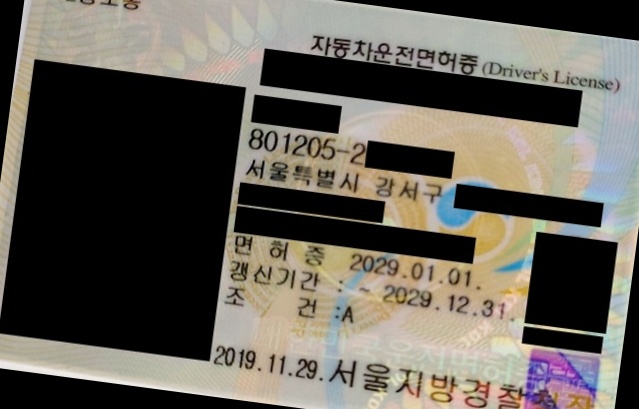 자동차운전면허증 (Driver's License)
801205-2
서울특별시 강서구
면 허 증 2029.01.01.
갱신기간 : ~ 2029.12.31.
조 건 :A
2019.11.29. 서울지방경찰청장